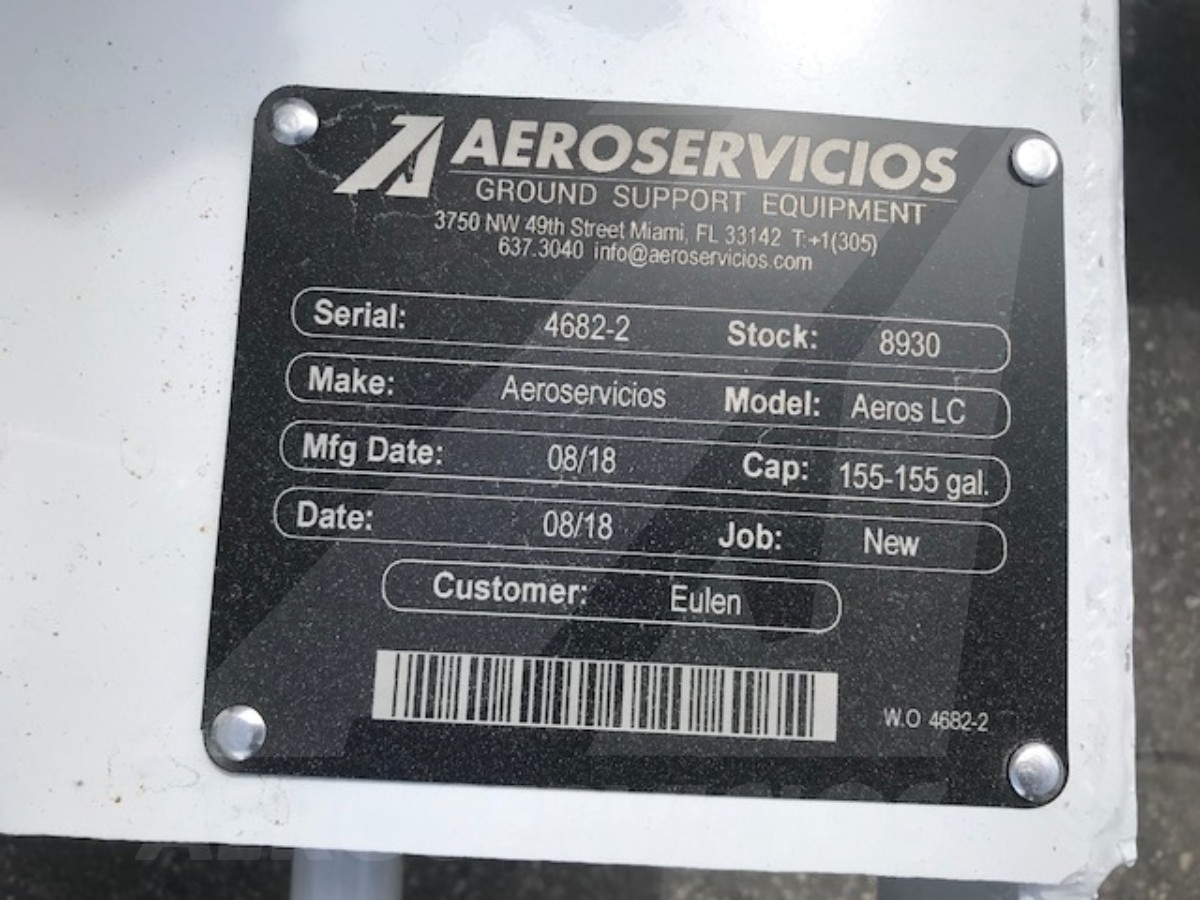 AEROSERVICIOS
GROUND SUPPORT EQUIPMENT
3750 NW 49th Street Miami, FL 33142 T:+1(305)
637.3040 info@aeroservicios.com
Serial: 4682-2 Stock: 8930
Make: Aeroservicios Model: Aeros LC
Mfg Date: 08/18 Cap: 155-155 gal.
Date: 08/18 Job: New
Customer: Eulen
W.O 4682-2